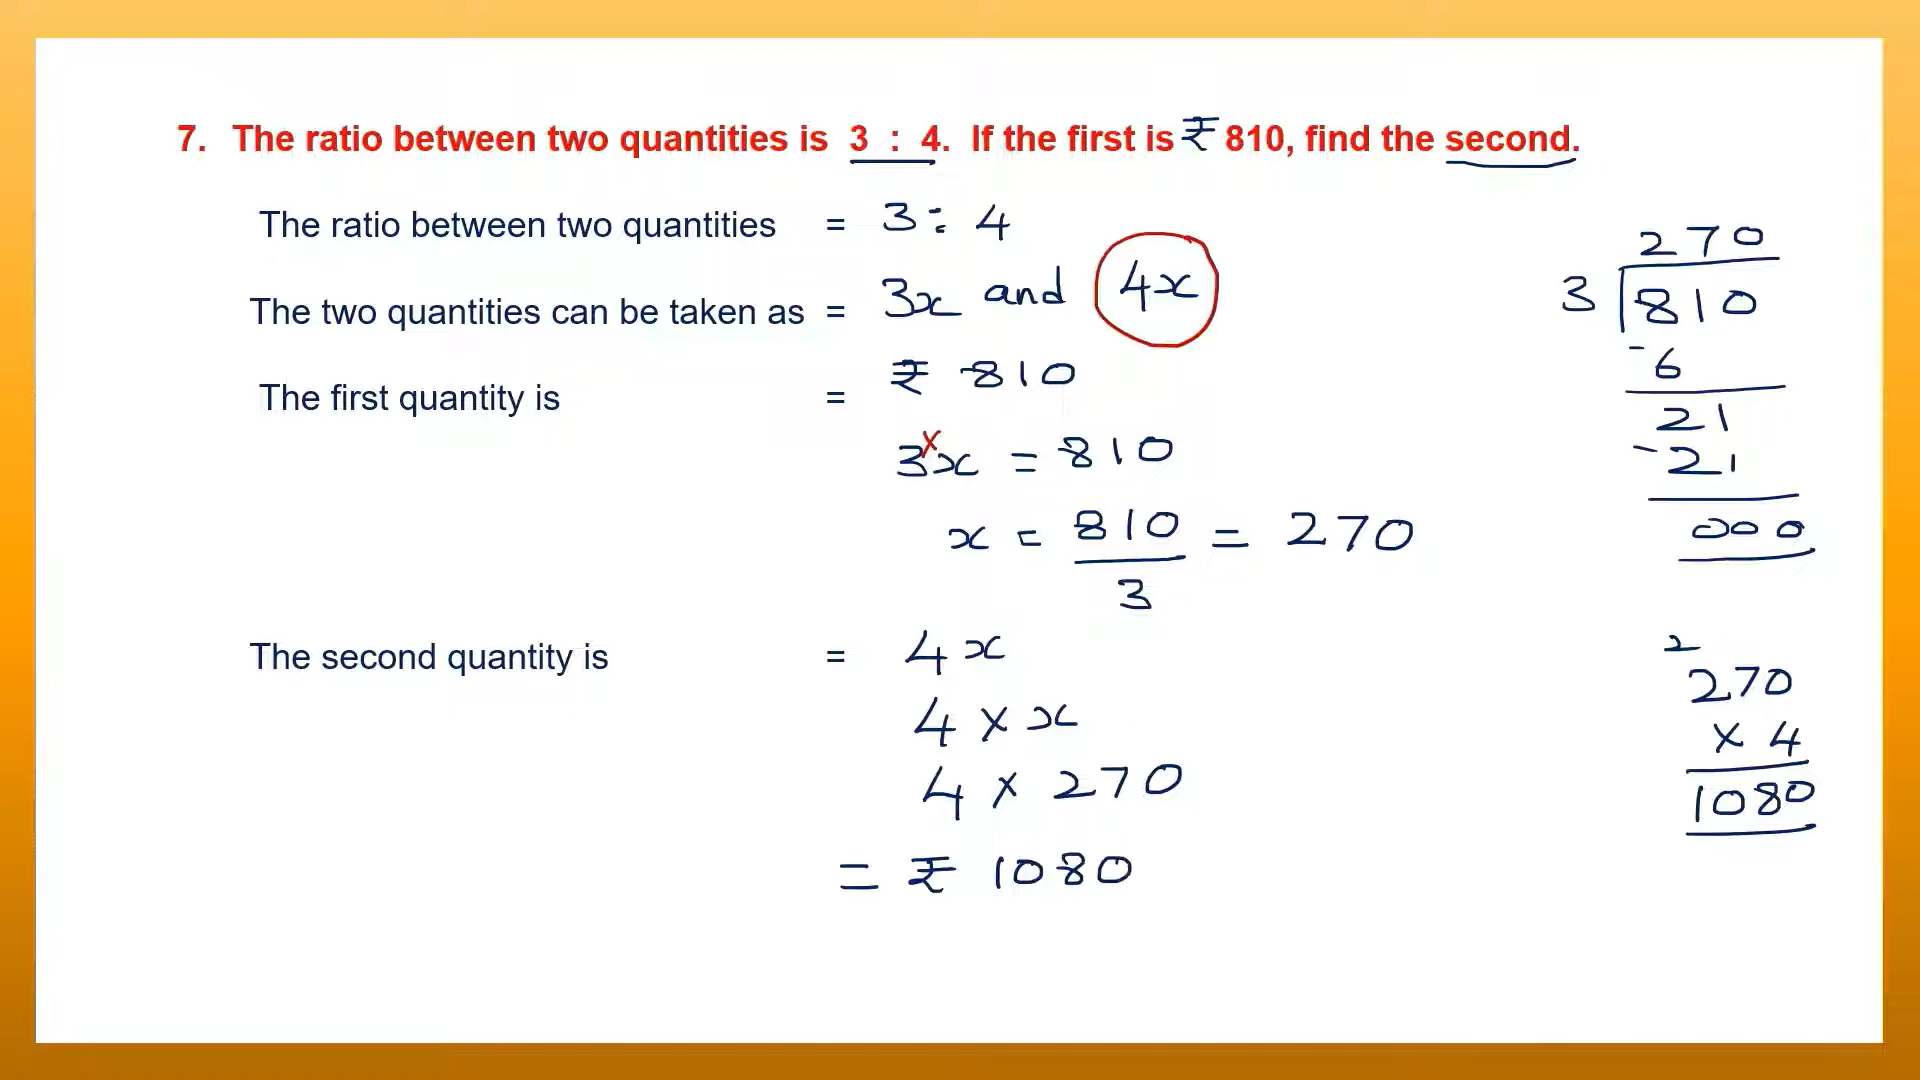 7. The ratio between two quantities is 3 : 4. If the first is ₹ 810, find the second.
The ratio between two quantities = 3 : 4
The two quantities can be taken as = 3x and 4x
The first quantity is = ₹ 810
3 × x = 810
x = 810/3 = 270
The second quantity is = 4x
4 × x
4 × 270
= ₹ 1080
270
3 810
-6
21
-21
000
2
270
× 4
1080